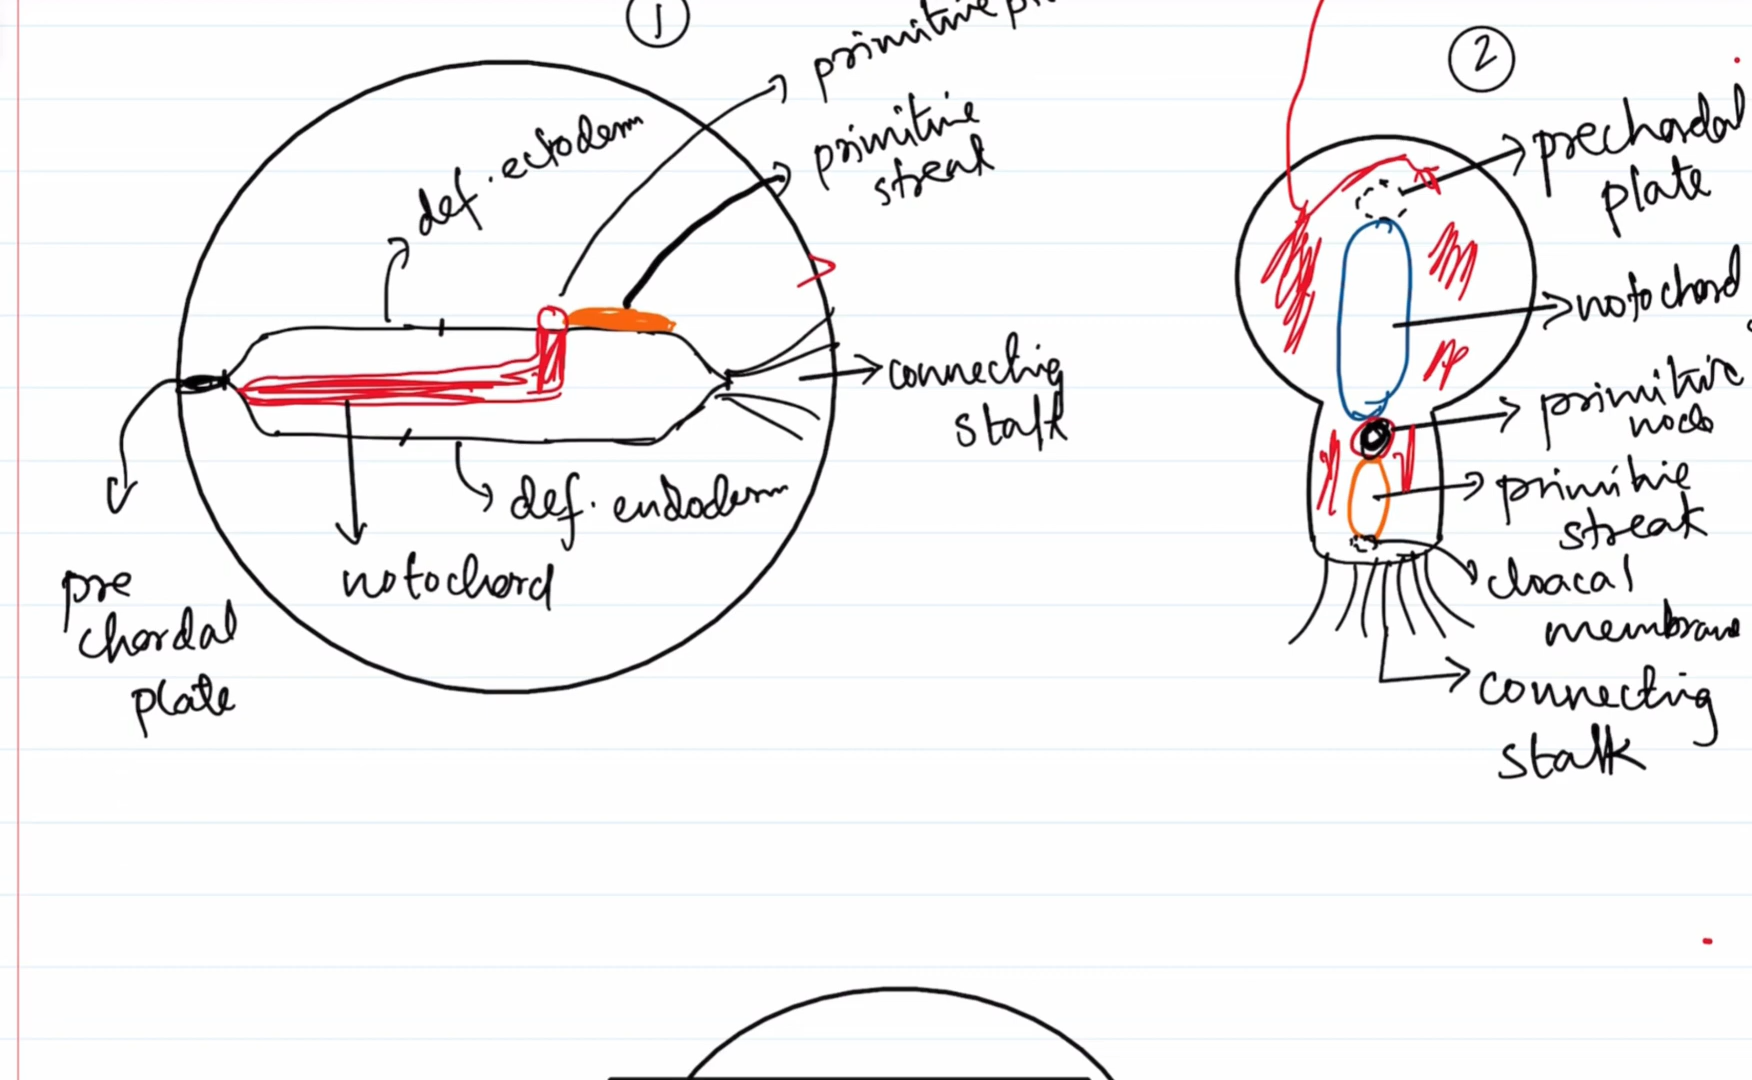 1
2
primitive
primitive
streak
def. ectoderm
connecting
stalk
def. endoderm
notochord
pre
chordal
plate
prechordal
plate
notochord
primitive
node
primitive
streak
cloacal
membrane
connecting
stalk